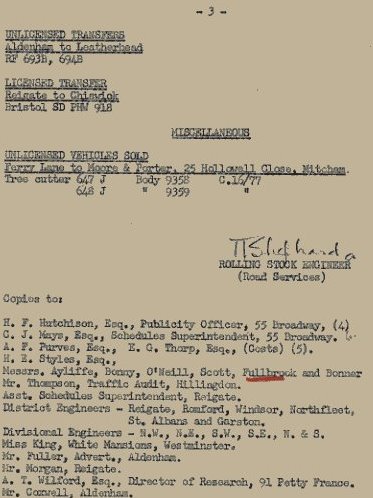 - 3 -
UNLICENSED TRANSFERS
Aldenham to Leatherhead
RF 693B, 694B
LICENSED TRANSFER
Reigate to Chiswick
Bristol SD PHW 918
MISCELLANEOUS
UNLICENSED VEHICLES SOLD
Ferry Lane to Moore & Porter, 25 Hollowell Close, Mitcham.
Tree cutter 647 J Body 9358 C.16/77
648 J " 9359 "
ROLLING STOCK ENGINEER
(Road Services)
Copies to:
H. F. Hutchison, Esq., Publicity Officer, 55 Broadway, (4)
C. J. Mays, Esq., Schedules Superintendent, 55 Broadway.
A. F. Purves, Esq., E. G. Thorp, Esq., (Costs) (5).
H. E. Styles, Esq.,
Messrs. Ayliffe, Bonny, O'Neill, Scott, Fullbrook and Bonner
Mr. Thompson, Traffic Audit, Hillingdon.
Asst. Schedules Superintendent, Reigate.
District Engineers - Reigate, Romford, Windsor, Northfleet,
St. Albans and Garston.
Divisional Engineers - N.W., N.E., S.W., S.E., N. & S.
Miss King, White Mansions, Westminster.
Mr. Fuller, Advert., Aldenham.
Mr. Morgan, Reigate.
A. T. Wilford, Esq., Director of Research, 91 Petty France.
Mr. Coxwell, Aldenham.